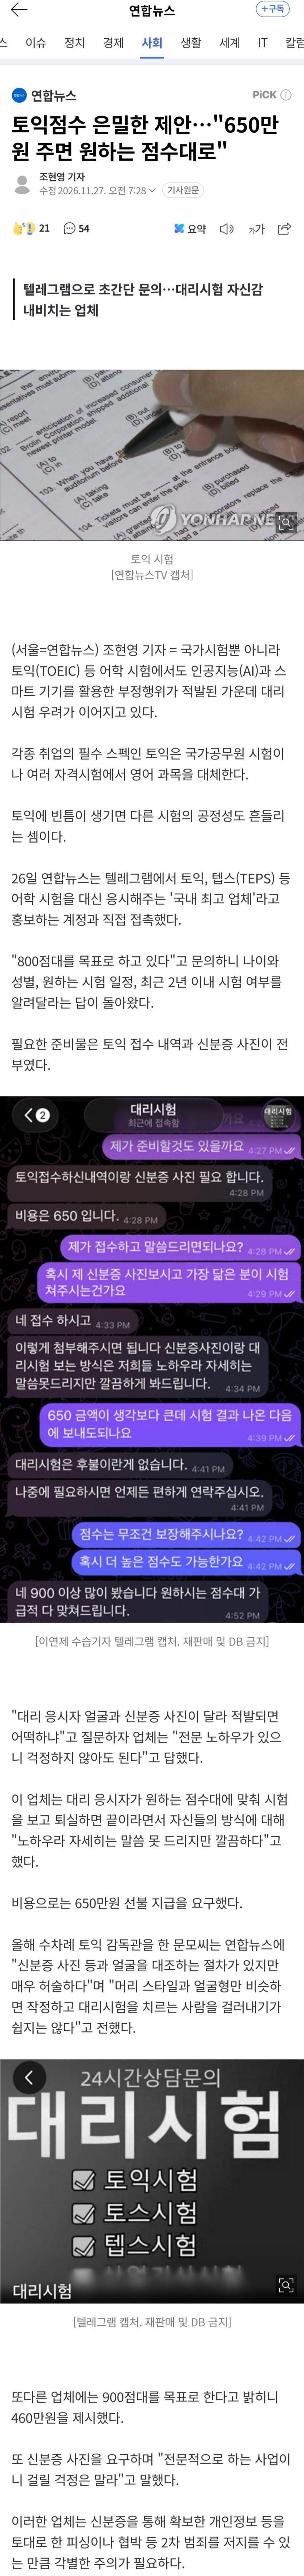 연합뉴스
+구독
스 이슈 정치 경제 사회 생활 세계 IT 칼럼
연합뉴스
PiCK
토익점수 은밀한 제안…"650만
원 주면 원하는 점수대로"
조현영 기자
수정 2026.11.27. 오전 7:28
기사원문
21
54
요약
가가
텔레그램으로 초간단 문의…대리시험 자신감
내비치는 업체
YONHAP NEWS
토익 시험
[연합뉴스TV 캡처]
(서울=연합뉴스) 조현영 기자 = 국가시험뿐 아니라
토익(TOEIC) 등 어학 시험에서도 인공지능(AI)과 스
마트 기기를 활용한 부정행위가 적발된 가운데 대리
시험 우려가 이어지고 있다.
각종 취업의 필수 스펙인 토익은 국가공무원 시험이
나 여러 자격시험에서 영어 과목을 대체한다.
토익에 빈틈이 생기면 다른 시험의 공정성도 흔들리
는 셈이다.
26일 연합뉴스는 텔레그램에서 토익, 텝스(TEPS) 등
어학 시험을 대신 응시해주는 '국내 최고 업체'라고
홍보하는 계정과 직접 접촉했다.
"800점대를 목표로 하고 있다"고 문의하니 나이와
성별, 원하는 시험 일정, 최근 2년 이내 시험 여부를
알려달라는 답이 돌아왔다.
필요한 준비물은 토익 접수 내역과 신분증 사진이 전
부였다.
2
대리시험
최근에 접속함
대리시험
제가 준비할것도 있을까요 4:27 PM
토익접수하신내역이랑 신분증 사진 필요 합니다.
4:28 PM
비용은 650 입니다. 4:28 PM
제가 접수하고 말씀드리면되나요? 4:28 PM
혹시 제 신분증 사진보시고 가장 닮은 분이 시험
쳐주시는건가요 4:29 PM
네 접수 하시고 4:33 PM
이렇게 첨부해주시면 됩니다 신분증사진이랑 대
리시험 보는 방식은 저희들 노하우라 자세히는
말씀못드리지만 깔끔하게 봐드립니다. 4:34 PM
650 금액이 생각보다 큰데 시험 결과 나온 다음
에 보내도되나요 4:39 PM
대리시험은 후불이란게 없습니다. 4:41 PM
나중에 필요하시면 언제든 편하게 연락주십시오.
4:41 PM
점수는 무조건 보장해주시나요? 4:42 PM
혹시 더 높은 점수도 가능한가요 4:42 PM
네 900 이상 많이 봤습니다 원하시는 점수대 가
급적 다 맞춰드립니다. 4:52 PM
[이연제 수습기자 텔레그램 캡처. 재판매 및 DB 금지]
"대리 응시자 얼굴과 신분증 사진이 달라 적발되면
어떡하냐"고 질문하자 업체는 "전문 노하우가 있으
니 걱정하지 않아도 된다"고 답했다.
이 업체는 대리 응시자가 원하는 점수대에 맞춰 시험
을 보고 퇴실하면 끝이라면서 자신들의 방식에 대해
"노하우라 자세히는 말씀 못 드리지만 깔끔하다"고
했다.
비용으로는 650만원 선불 지급을 요구했다.
올해 수차례 토익 감독관을 한 문모씨는 연합뉴스에
"신분증 사진 등과 얼굴을 대조하는 절차가 있지만
매우 허술하다"며 "머리 스타일과 얼굴형만 비슷하
면 작정하고 대리시험을 치르는 사람을 걸러내기가
쉽지는 않다"고 전했다.
24시간상담문의
대리시험
토익시험
토스시험
텝스시험
대리시험
[텔레그램 캡처. 재판매 및 DB 금지]
또다른 업체에는 900점대를 목표로 한다고 밝히니
460만원을 제시했다.
또 신분증 사진을 요구하며 "전문적으로 하는 사업이
니 걸릴 걱정은 말라"고 말했다.
이러한 업체는 신분증을 통해 확보한 개인정보 등을
토대로 한 피싱이나 협박 등 2차 범죄를 저지를 수 있
는 만큼 각별한 주의가 필요하다.